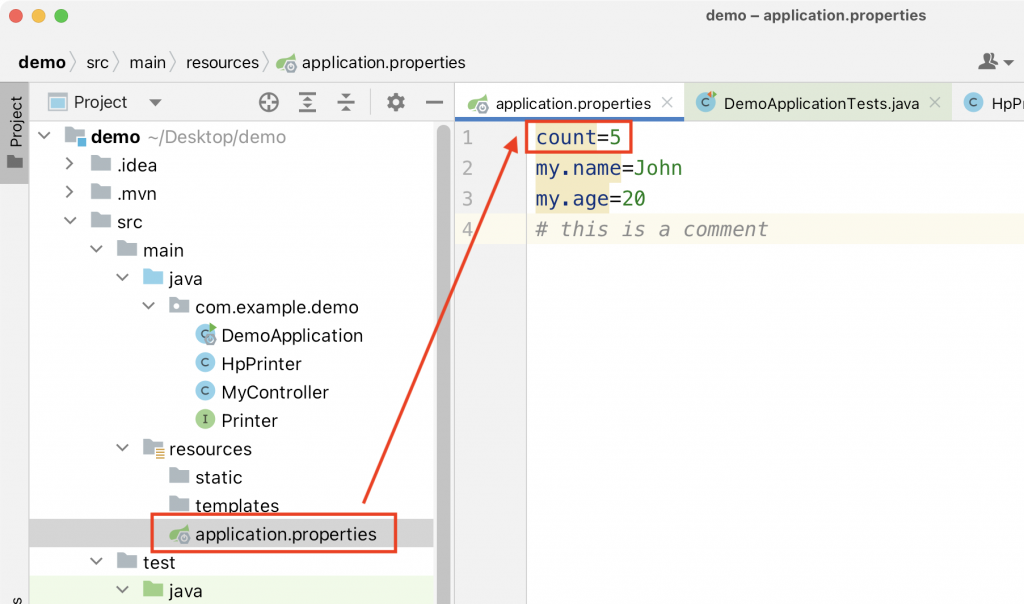 demo – application.properties
demo src main resources application.properties
Project
Project
demo ~/Desktop/demo
.idea
.mvn
src
main
java
com.example.demo
C DemoApplication
C HpPrinter
C MyController
I Printer
resources
static
templates
application.properties
test
java
application.properties
C DemoApplicationTests.java
C
1 count=5
2 my.name=John
3 my.age=20
4 # this is a comment